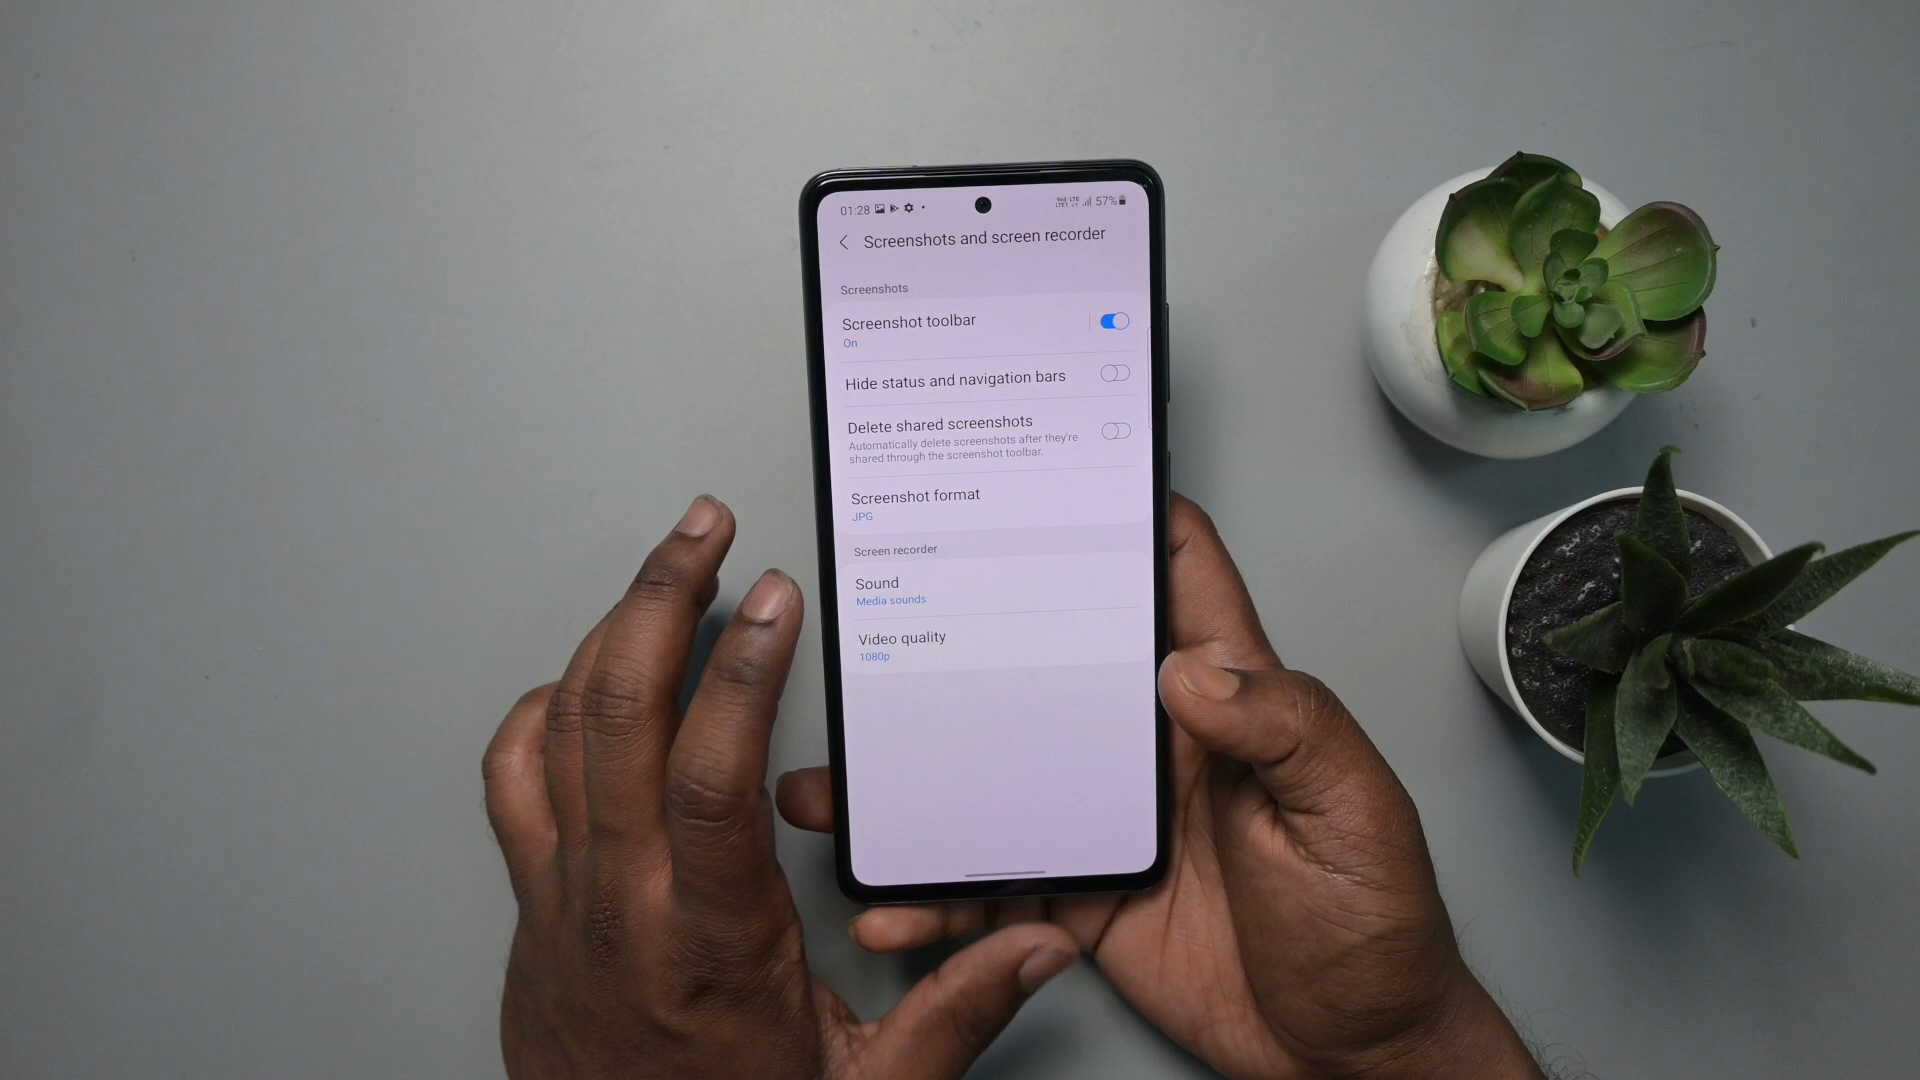 01:28
57%
Screenshots and screen recorder
Screenshots
Screenshot toolbar
On
Hide status and navigation bars
Delete shared screenshots
Automatically delete screenshots after they're
shared through the screenshot toolbar.
Screenshot format
JPG
Screen recorder
Sound
Media sounds
Video quality
1080p